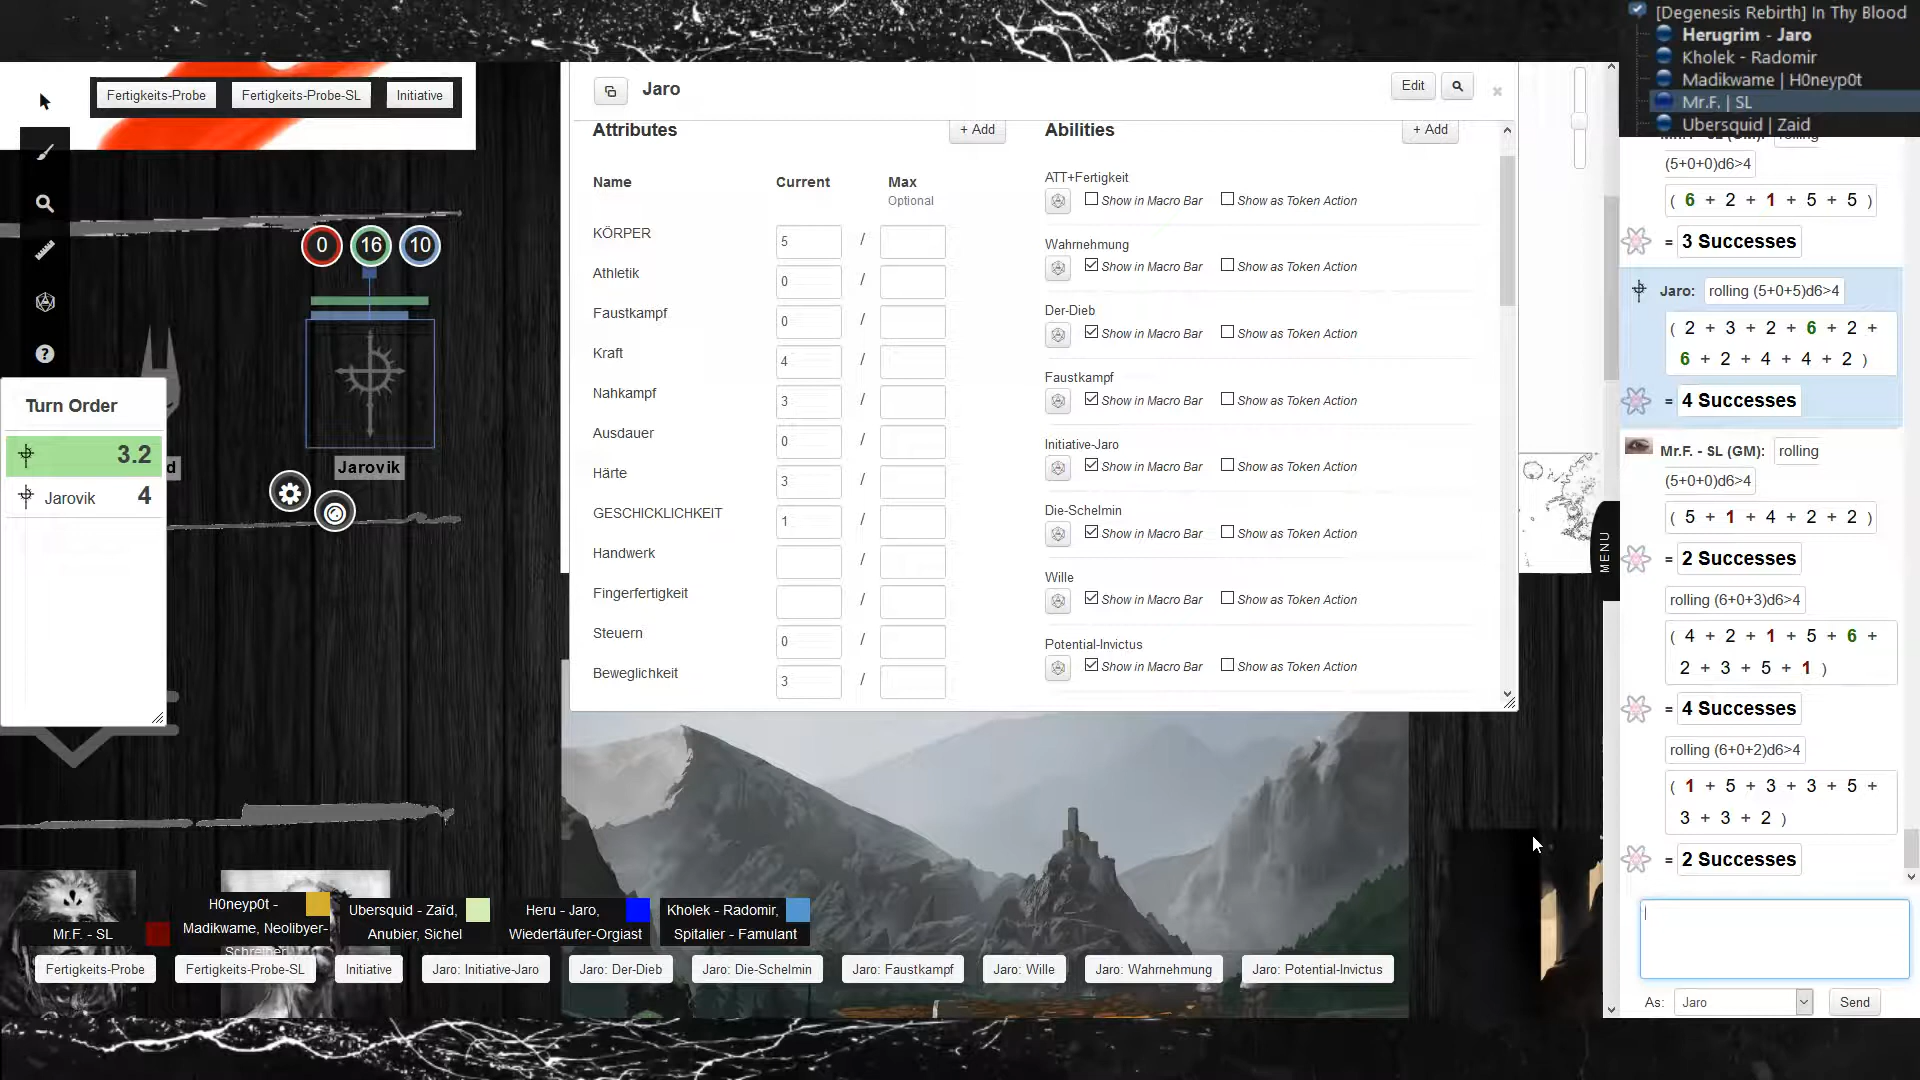 [Degenesis Rebirth] In Thy Blood
Herugrim - Jaro
Kholek - Radomir
Madikwame | H0neyp0t
Mr.F. | SL
Ubersquid | Zaid
Fertigkeits-Probe
Fertigkeits-Probe-SL
Initiative
0
16
10
Jarovik
Turn Order
3.2
Jarovik 4
Jaro
Edit
Attributes
+ Add
Name Current Max
Optional
KÖRPER 5 /
Athletik 0 /
Faustkampf 0 /
Kraft 4 /
Nahkampf 3 /
Ausdauer 0 /
Härte 3 /
GESCHICKLICHKEIT 1 /
Handwerk /
Fingerfertigkeit /
Steuern 0 /
Beweglichkeit 3 /
Abilities
+ Add
ATT+Fertigkeit
Show in Macro Bar Show as Token Action
Wahrnehmung
Show in Macro Bar Show as Token Action
Der-Dieb
Show in Macro Bar Show as Token Action
Faustkampf
Show in Macro Bar Show as Token Action
Initiative-Jaro
Show in Macro Bar Show as Token Action
Die-Schelmin
Show in Macro Bar Show as Token Action
Wille
Show in Macro Bar Show as Token Action
Potential-Invictus
Show in Macro Bar Show as Token Action
MENU
(5+0+0)d6>4
( 6 + 2 + 1 + 5 + 5 )
= 3 Successes
Jaro: rolling (5+0+5)d6>4
( 2 + 3 + 2 + 6 + 2 +
6 + 2 + 4 + 4 + 2 )
= 4 Successes
Mr.F. - SL (GM): rolling
(5+0+0)d6>4
( 5 + 1 + 4 + 2 + 2 )
= 2 Successes
rolling (6+0+3)d6>4
( 4 + 2 + 1 + 5 + 6 +
2 + 3 + 5 + 1 )
= 4 Successes
rolling (6+0+2)d6>4
( 1 + 5 + 3 + 3 + 5 +
3 + 3 + 2 )
= 2 Successes
As: Jaro Send
Mr.F. - SL
H0neyp0t -
Madikwame, Neolibyer-
Schreiber
Ubersquid - Zaïd,
Anubier, Sichel
Heru - Jaro,
Wiedertäufer-Orgiast
Kholek - Radomir,
Spitalier - Famulant
Fertigkeits-Probe
Fertigkeits-Probe-SL
Initiative
Jaro: Initiative-Jaro
Jaro: Der-Dieb
Jaro: Die-Schelmin
Jaro: Faustkampf
Jaro: Wille
Jaro: Wahrnehmung
Jaro: Potential-Invictus